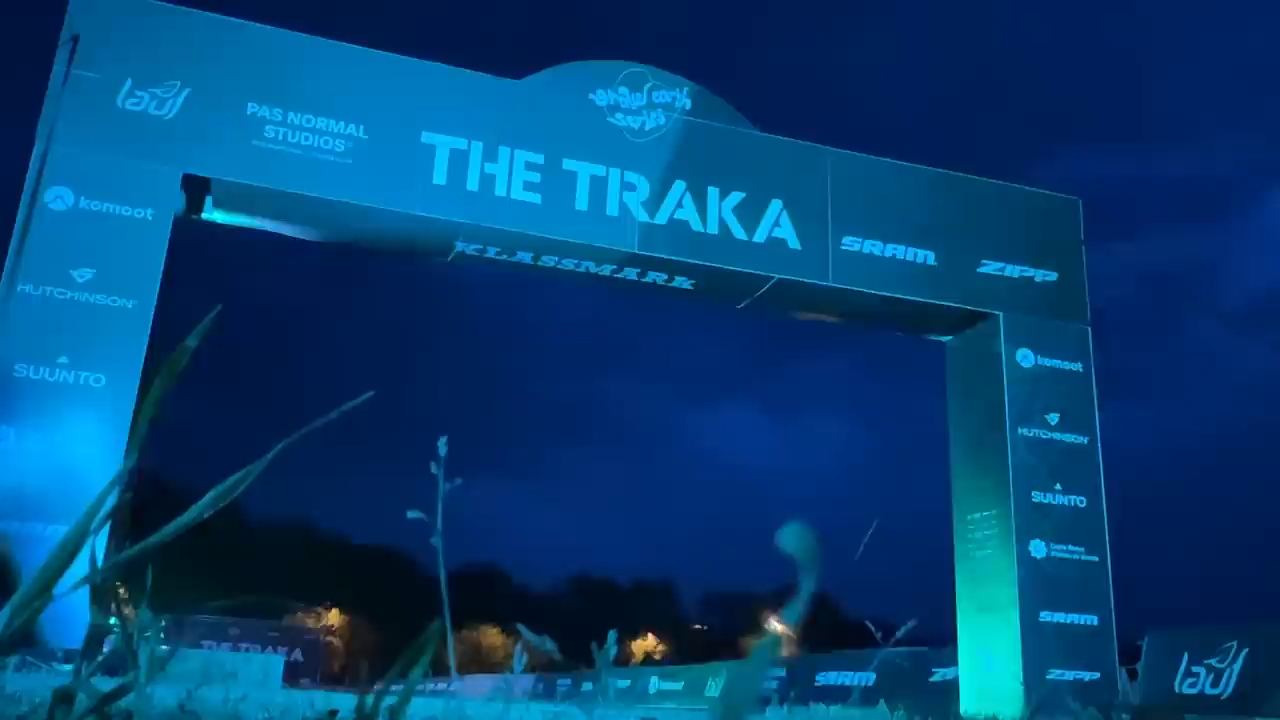 lauf
PAS NORMAL
STUDIOS
THE TRAKA
SRAM
ZIPP
KLASSMARK
komoot
HUTCHINSON
SUUNTO
komoot
HUTCHINSON
SUUNTO
SRAM
ZIPP
THE TRAKA
SRAM
lauf